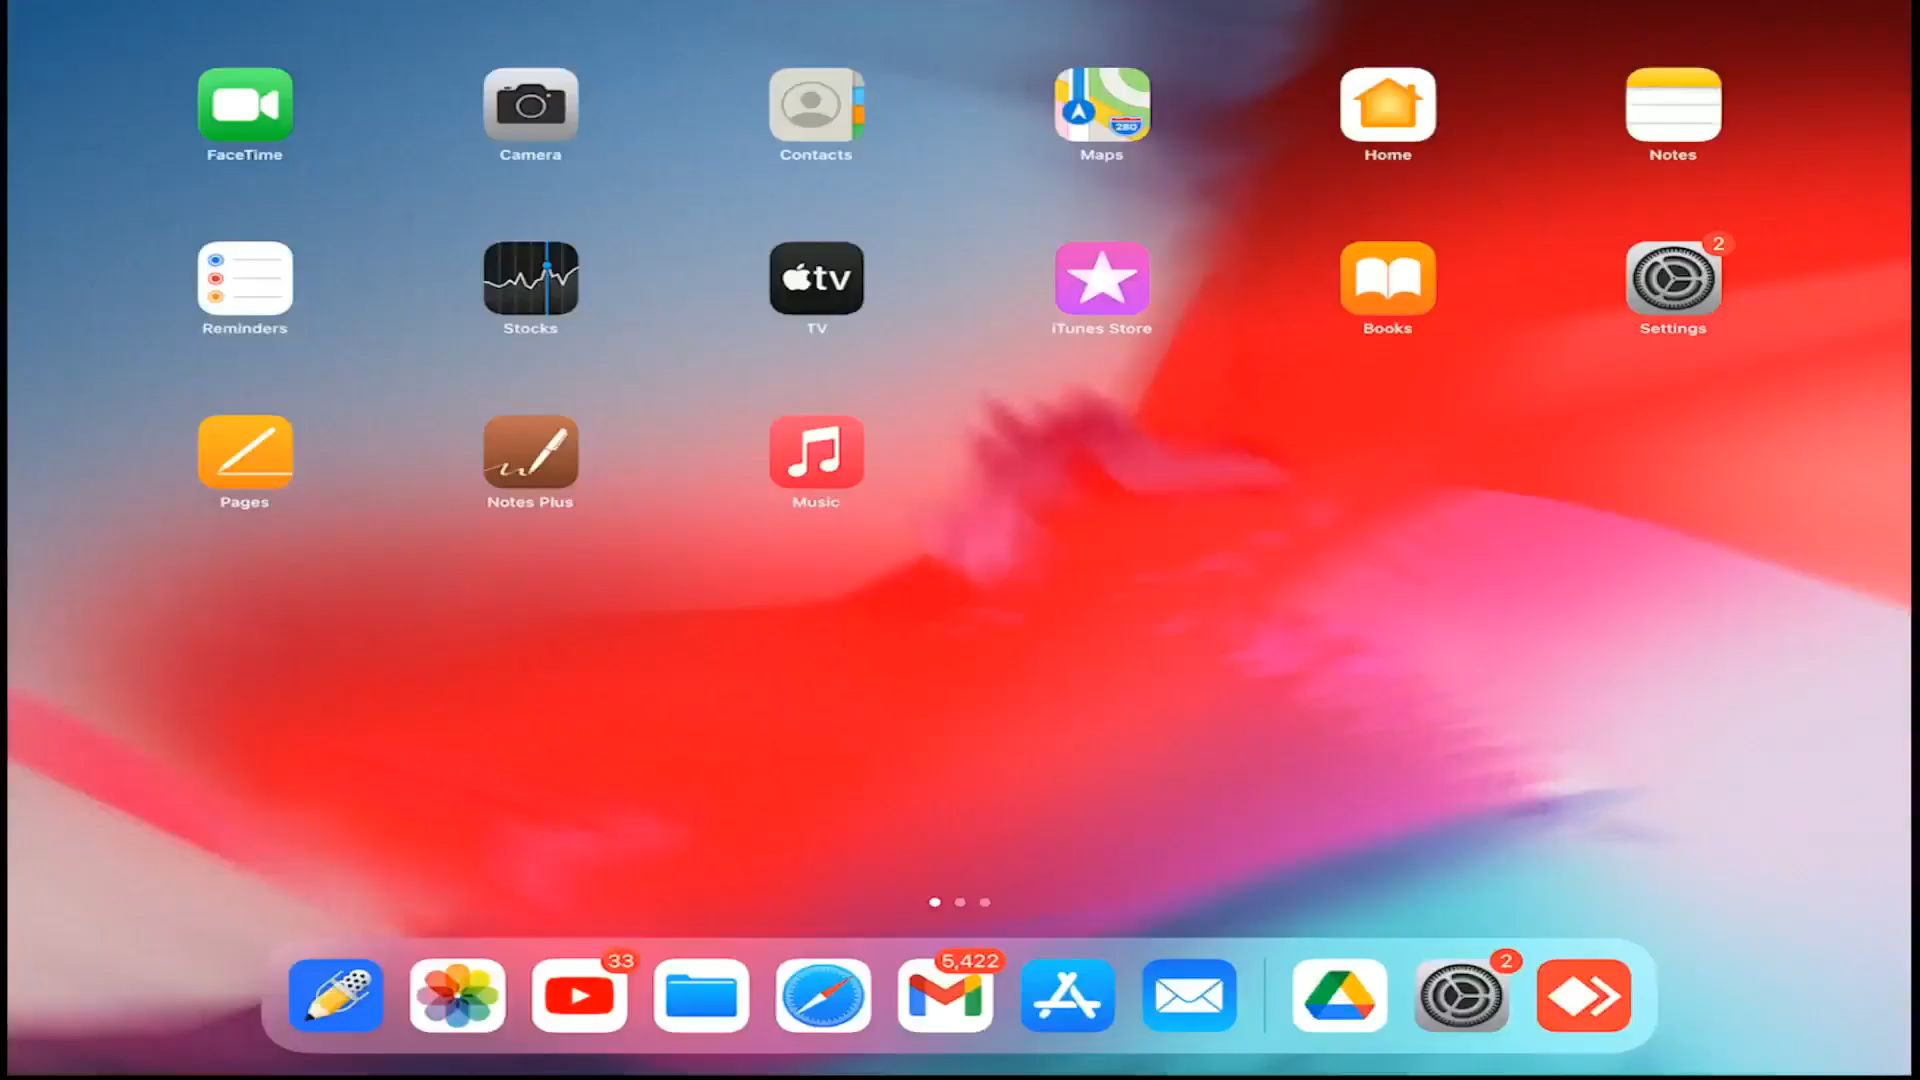 FaceTime
Camera
Contacts
280
Maps
Home
Notes
Reminders
Stocks
tv
TV
iTunes Store
Books
2
Settings
Pages
Notes Plus
Music
33
5,422
2